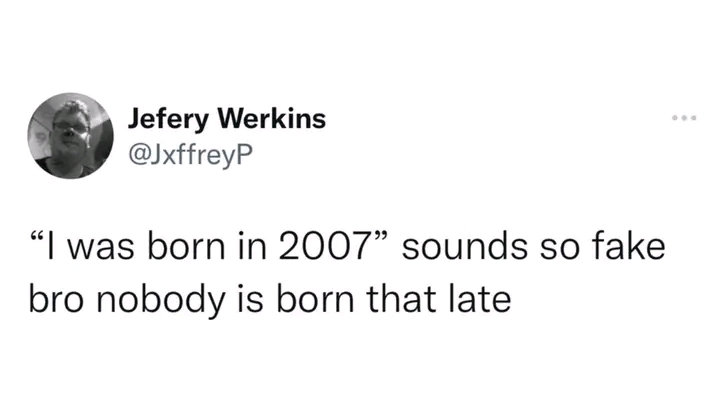 Jefery Werkins
@JxffreyP
“I was born in 2007” sounds so fake
bro nobody is born that late